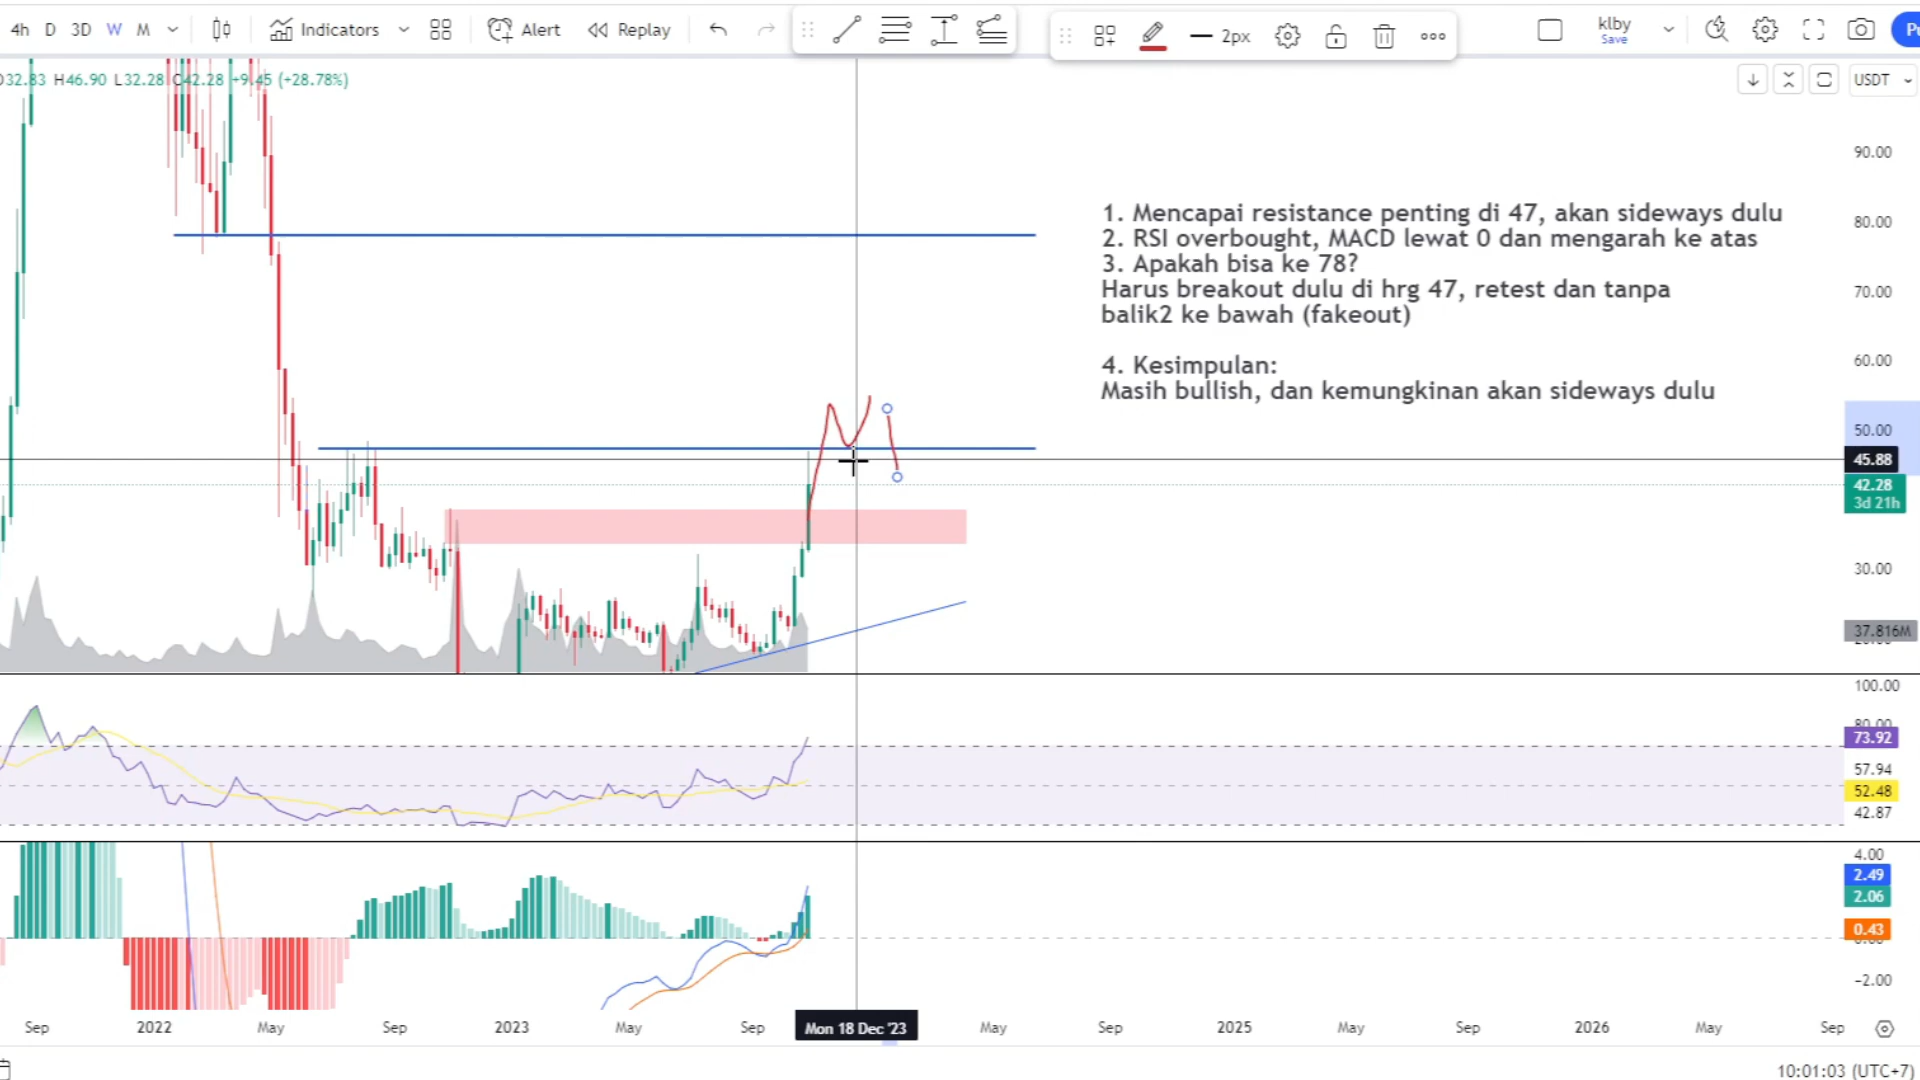 4h D 3D W M Indicators Alert Replay 2px klby
Save
32.83 H46.90 L32.28 C42.28 +9.45 (+28.78%) USDT
90.00
80.00
70.00
60.00
50.00
45.88
42.28
3d 21h
30.00
37.816M
1. Mencapai resistance penting di 47, akan sideways dulu
2. RSI overbought, MACD lewat 0 dan mengarah ke atas
3. Apakah bisa ke 78?
Harus breakout dulu di hrg 47, retest dan tanpa
balik2 ke bawah (fakeout)
4. Kesimpulan:
Masih bullish, dan kemungkinan akan sideways dulu
100.00
80.00
73.92
57.94
52.48
42.87
4.00
2.49
2.06
0.43
−2.00
Sep 2022 May Sep 2023 May Sep Mon 18 Dec '23 May Sep 2025 May Sep 2026 May Sep
10:01:03 (UTC+7)